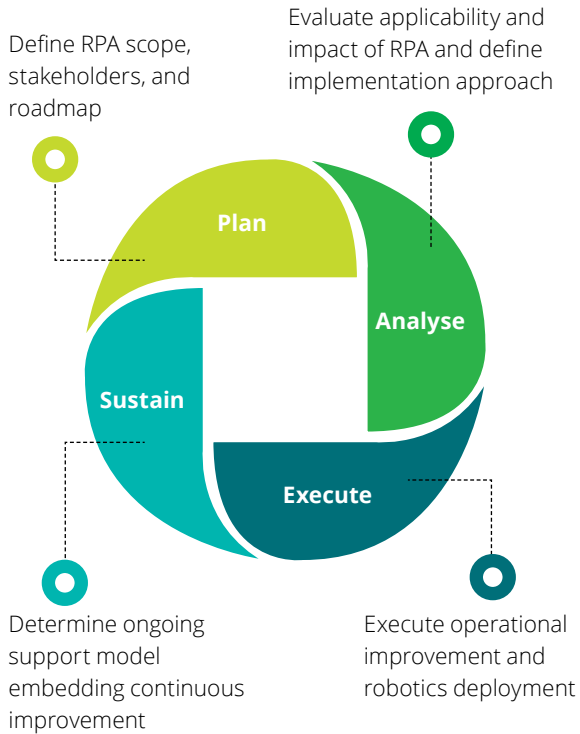 Define RPA scope,
stakeholders, and
roadmap
Evaluate applicability and
impact of RPA and define
implementation approach
Plan
Analyse
Sustain
Execute
Determine ongoing
support model
embedding continuous
improvement
Execute operational
improvement and
robotics deployment